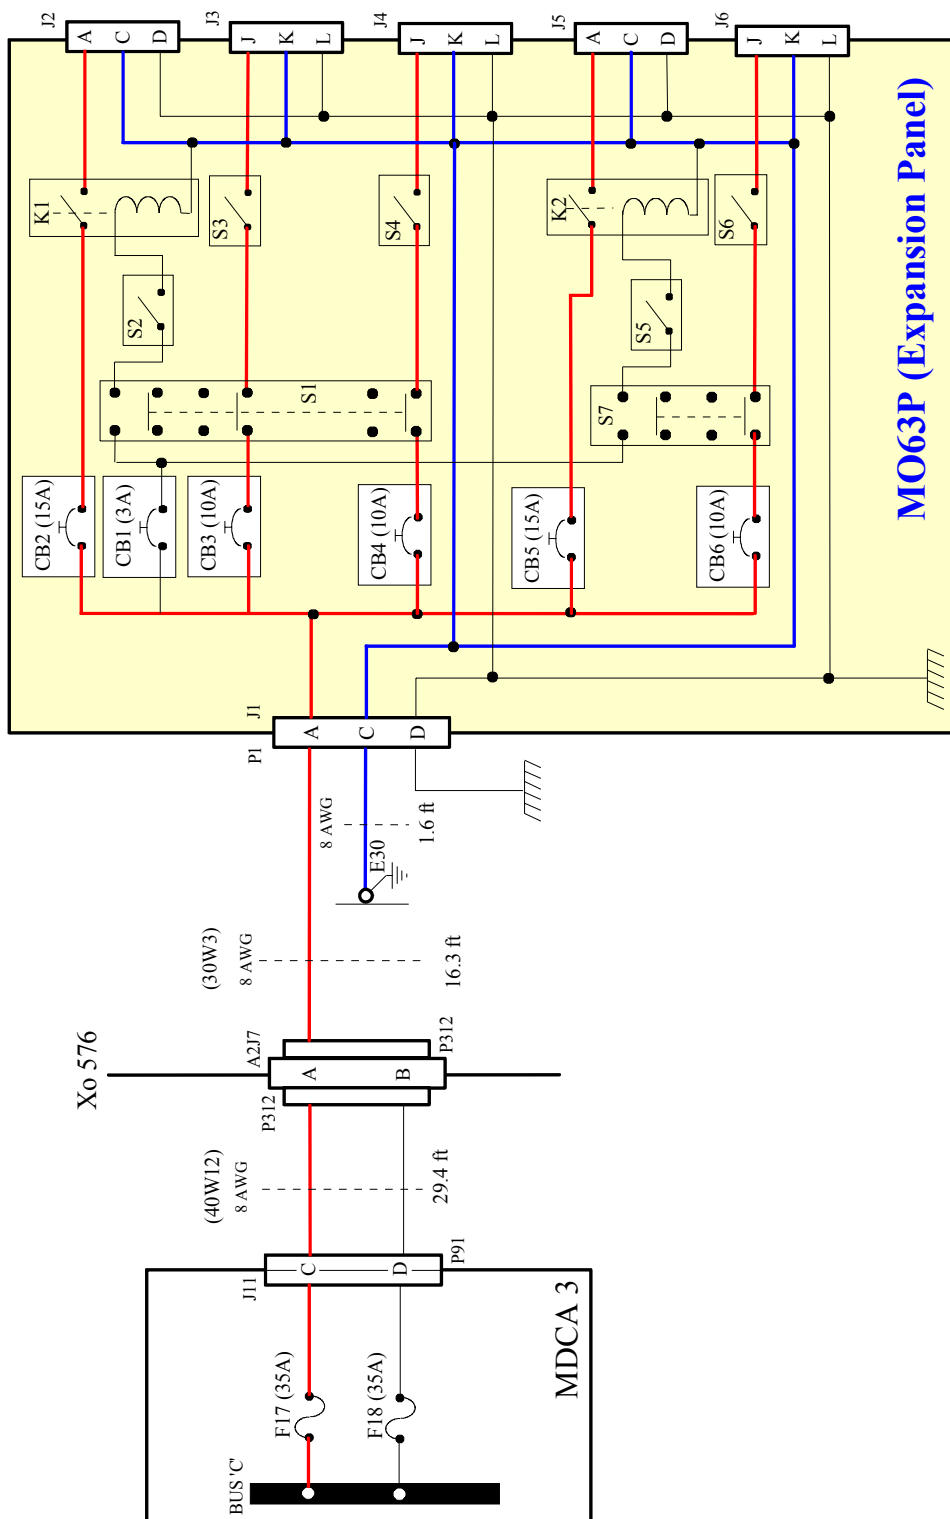 J2
A
C
D
J3
J
K
L
J4
J
K
L
J5
A
C
D
J6
J
K
L
MO63P (Expansion Panel)
K1
S3
S4
K2
S6
S2
S5
S1
S7
CB2 (15A)
CB1 (3A)
CB3 (10A)
CB4 (10A)
CB5 (15A)
CB6 (10A)
J1
P1
A
C
D
8 AWG
1.6 ft
E30
(30W3)
8 AWG
16.3 ft
Xo 576
A2J7
P312
A
B
P312
(40W12)
8 AWG
29.4 ft
J11
C
D
P91
F17 (35A)
F18 (35A)
MDCA 3
BUS 'C'